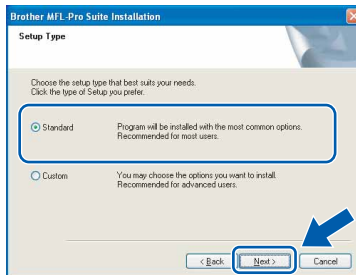 Brother MFL-Pro Suite Installation
Setup Type
Choose the setup type that best suits your needs.
Click the type of Setup you prefer.
Standard
Program will be installed with the most common options.
Recommended for most users.
Custom
You may choose the options you want to install.
Recommended for advanced users.
< Back
Next >
Cancel